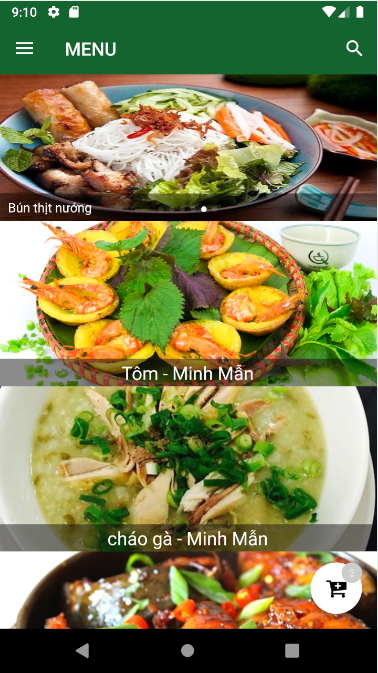 9:10
MENU
Bún thịt nướng
Tôm - Minh Mẫn
cháo gà - Minh Mẫn